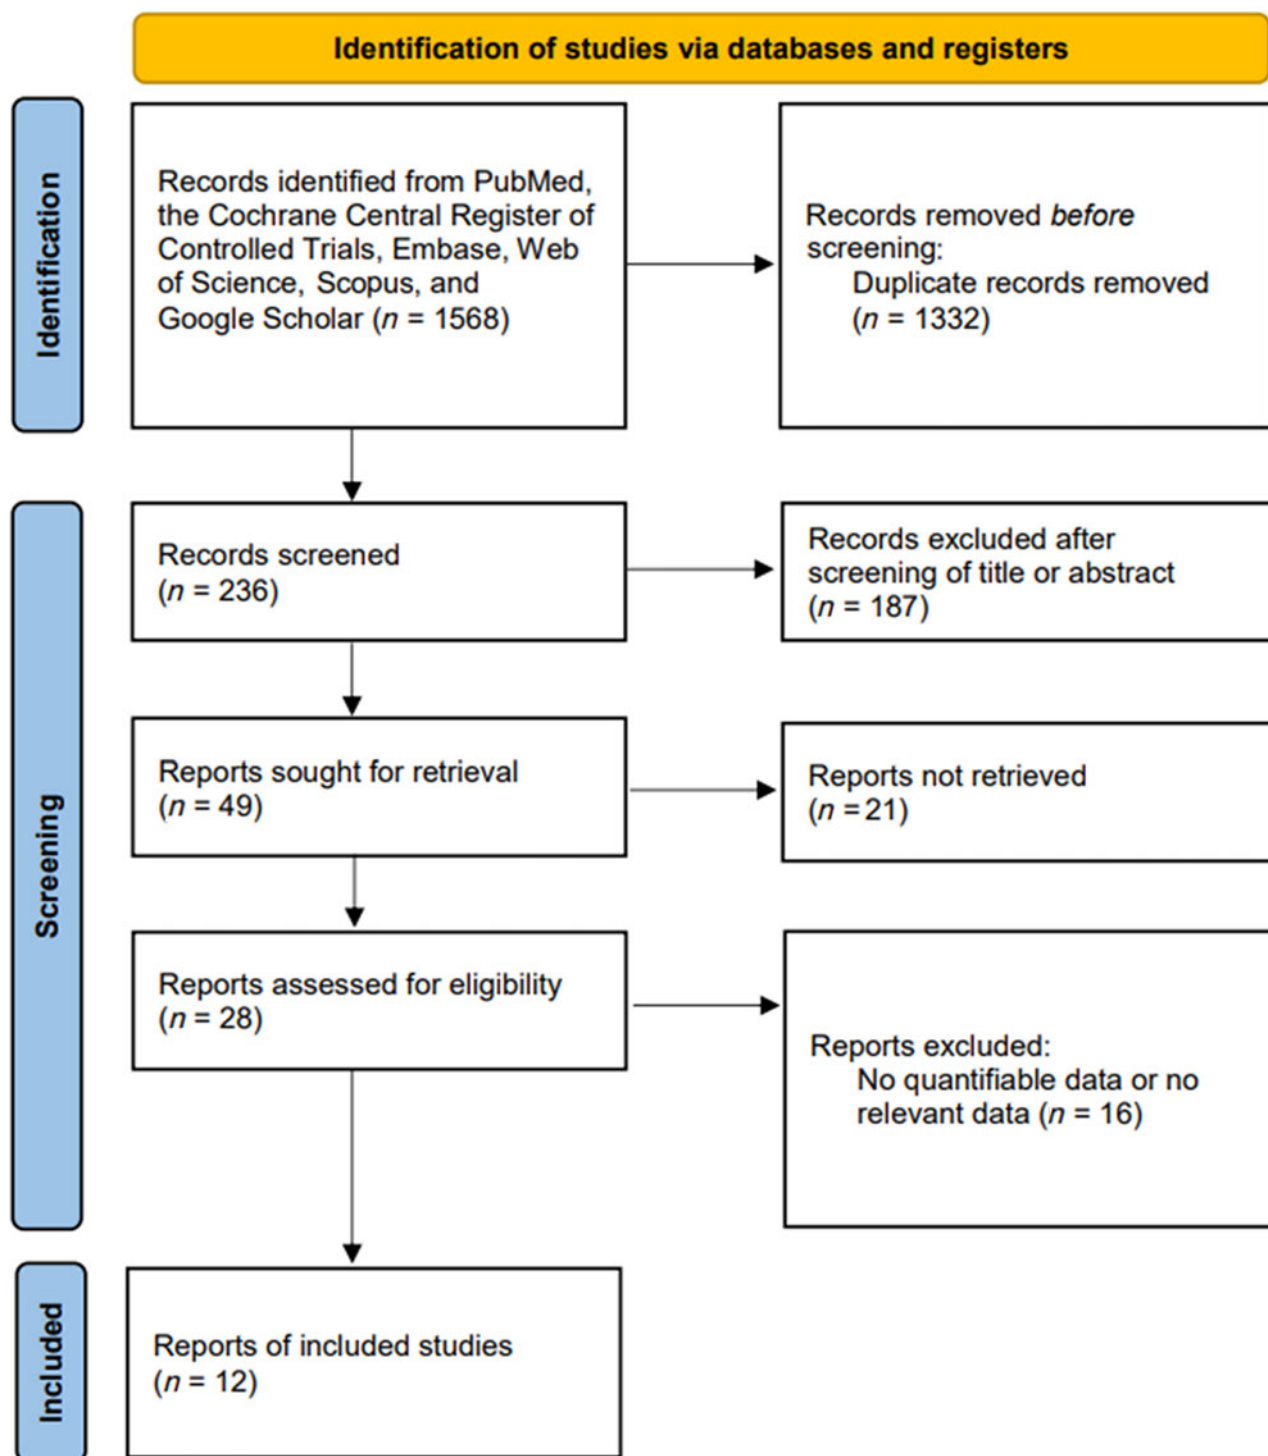 Identification of studies via databases and registers
Identification
Records identified from PubMed,
the Cochrane Central Register of
Controlled Trials, Embase, Web
of Science, Scopus, and
Google Scholar (n = 1568)
Records removed before
screening:
Duplicate records removed
(n = 1332)
Screening
Records screened
(n = 236)
Records excluded after
screening of title or abstract
(n = 187)
Reports sought for retrieval
(n = 49)
Reports not retrieved
(n = 21)
Reports assessed for eligibility
(n = 28)
Reports excluded:
No quantifiable data or no
relevant data (n = 16)
Included
Reports of included studies
(n = 12)